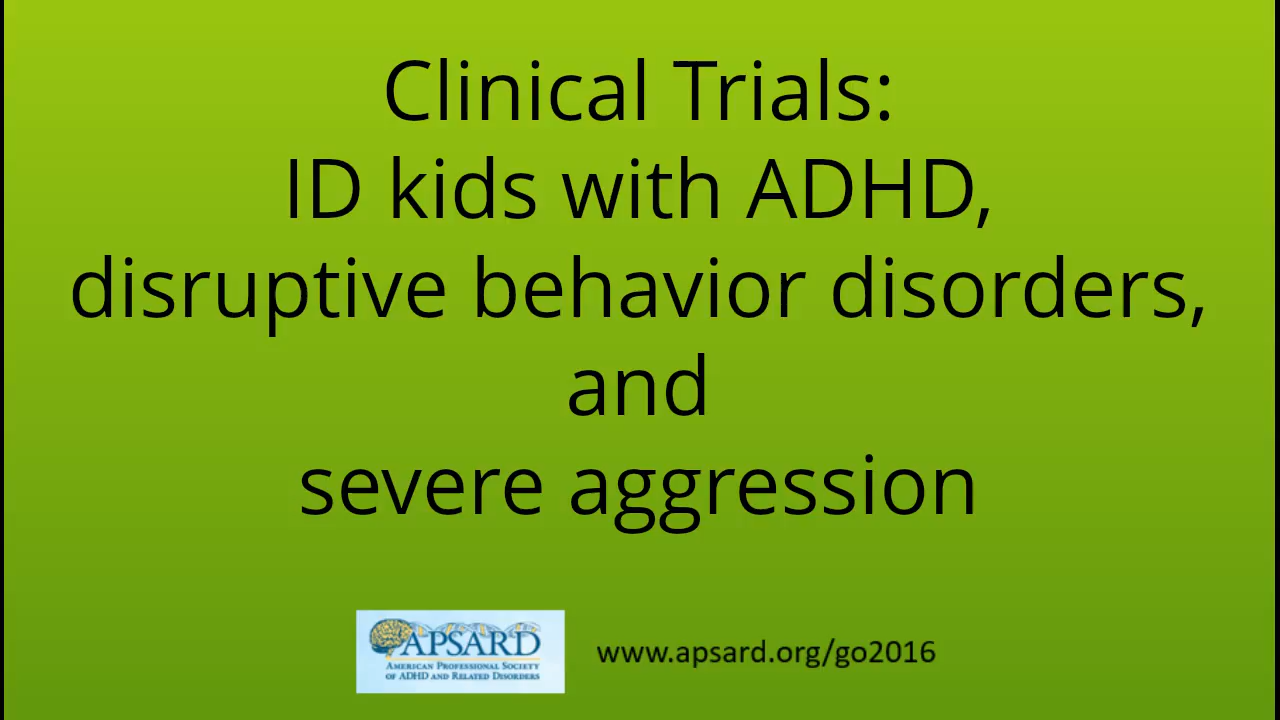 Clinical Trials:
ID kids with ADHD,
disruptive behavior disorders,
and
severe aggression
APSARD
AMERICAN PROFESSIONAL SOCIETY
OF ADHD AND RELATED DISORDERS
www.apsard.org/go2016